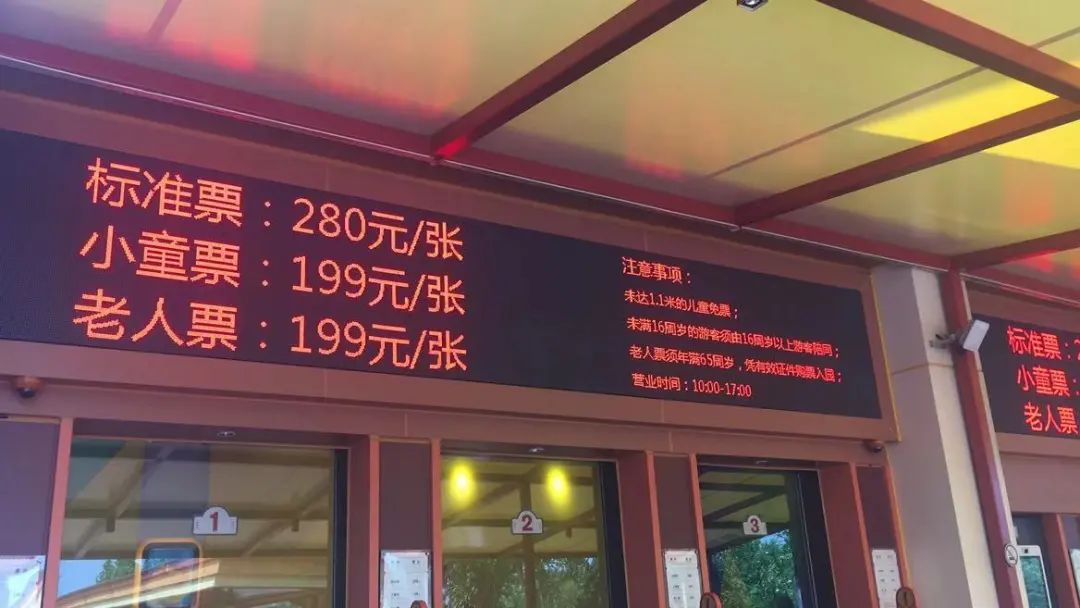 标准票：280元/张
小童票：199元/张
老人票：199元/张
注意事项：
未达1.1米的儿童免票；
未满16周岁的游客须由16周岁以上游客陪同；
老人票须年满65周岁，凭有效证件购票入园；
营业时间：10:00-17:00
标准票：2
小童票：
老人票
1
2
3